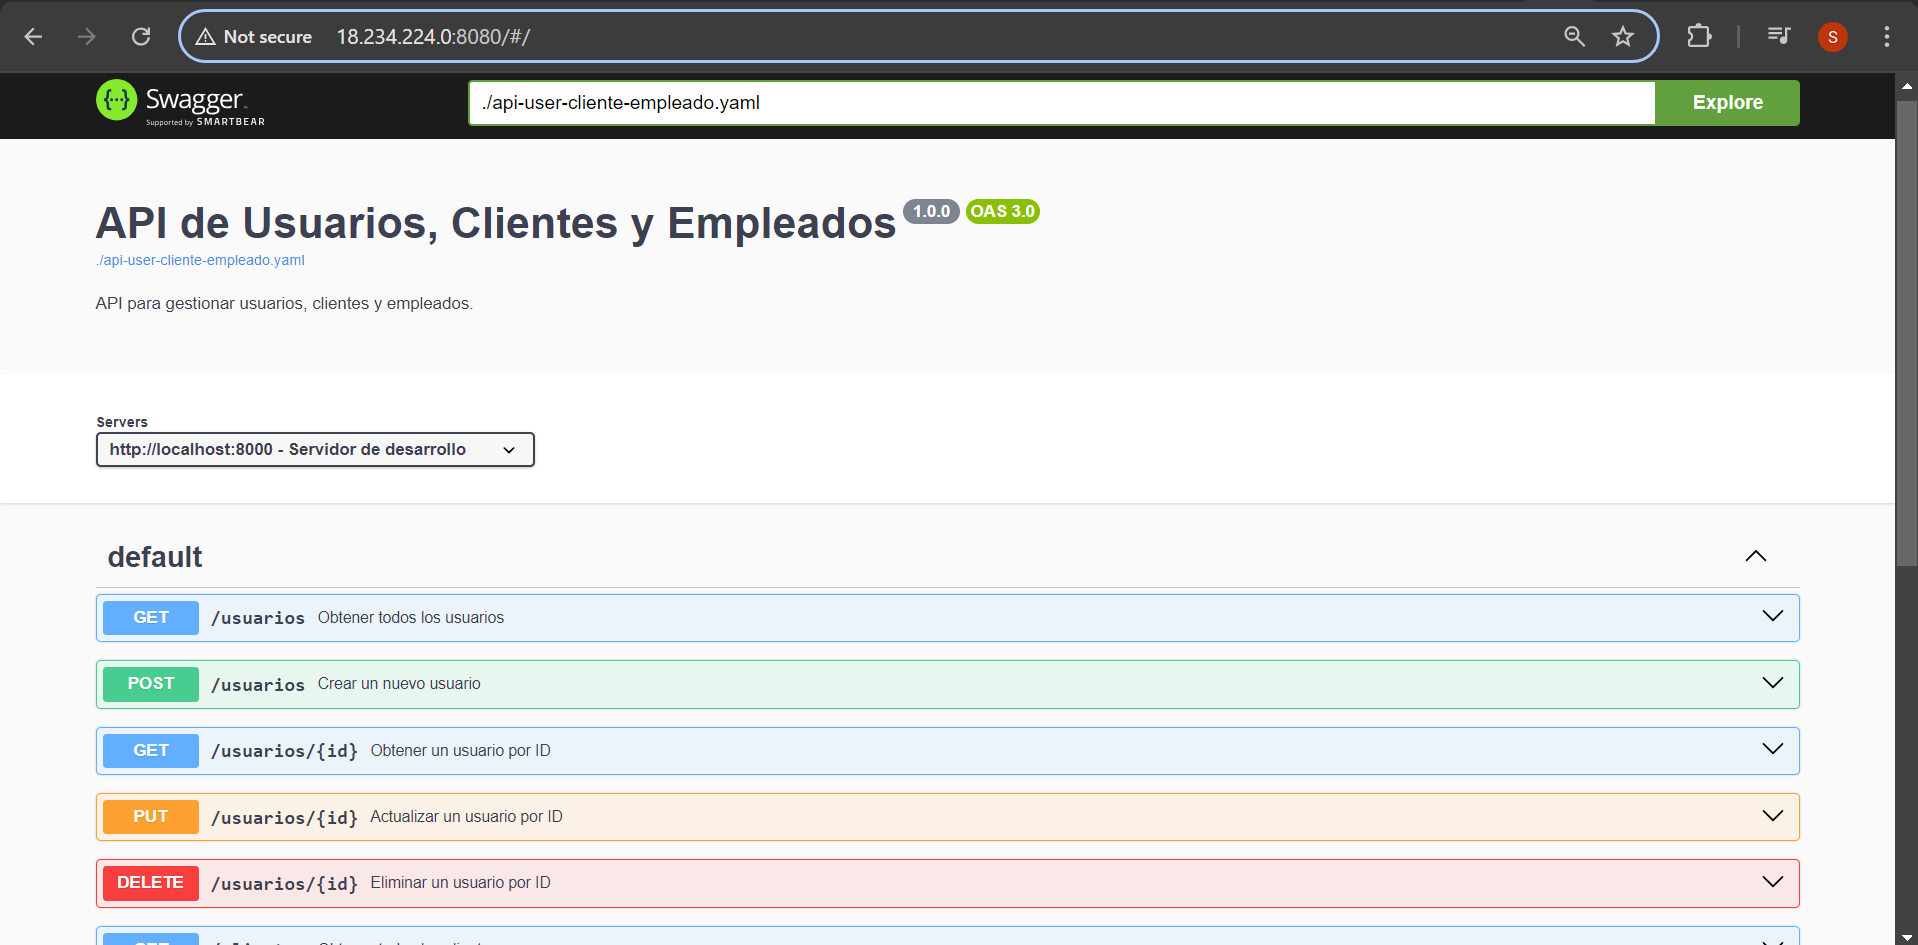 Not secure 18.234.224.0:8080/#/
S
Swagger
Supported by SMARTBEAR
./api-user-cliente-empleado.yaml
Explore
API de Usuarios, Clientes y Empleados 1.0.0 OAS 3.0
./api-user-cliente-empleado.yaml
API para gestionar usuarios, clientes y empleados.
Servers
http://localhost:8000 - Servidor de desarrollo
default
GET /usuarios Obtener todos los usuarios
POST /usuarios Crear un nuevo usuario
GET /usuarios/{id} Obtener un usuario por ID
PUT /usuarios/{id} Actualizar un usuario por ID
DELETE /usuarios/{id} Eliminar un usuario por ID